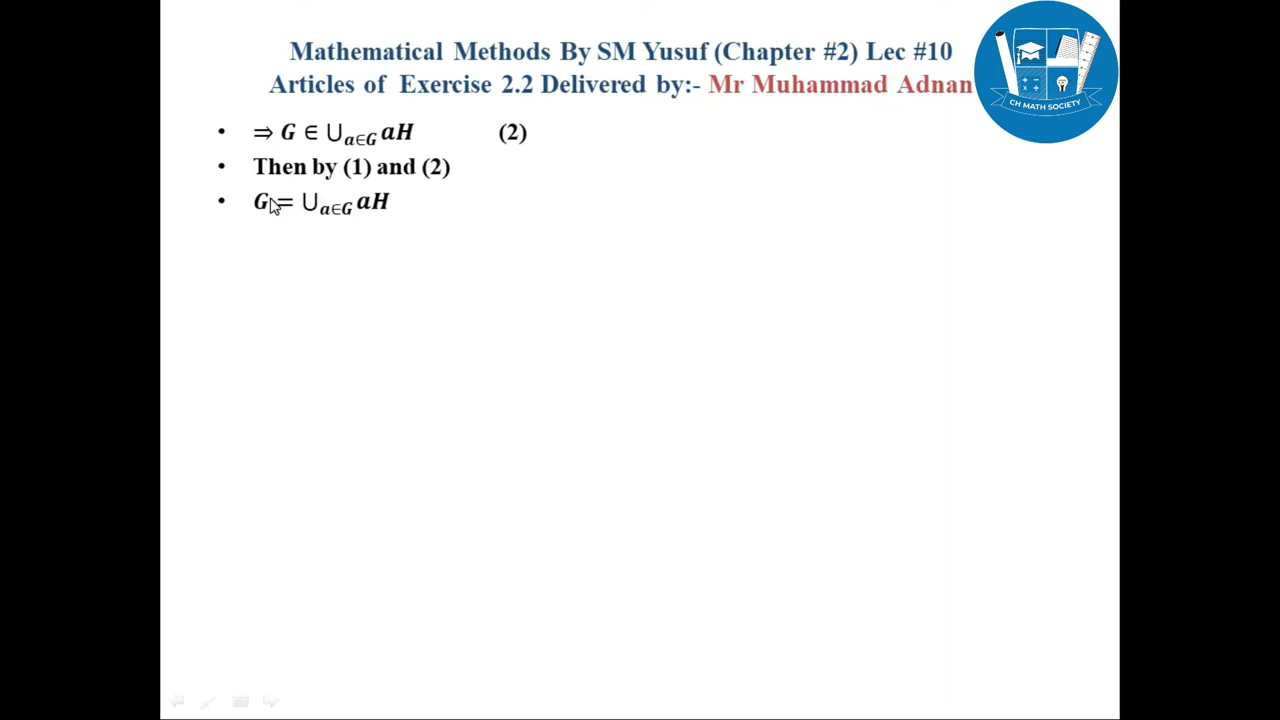 Mathematical Methods By SM Yusuf (Chapter #2) Lec #10
Articles of Exercise 2.2 Delivered by:- Mr Muhammad Adnan
CH MATH SOCIETY
• ⇒ G ∈ ⋃a∈G aH (2)
• Then by (1) and (2)
• G = ⋃a∈G aH